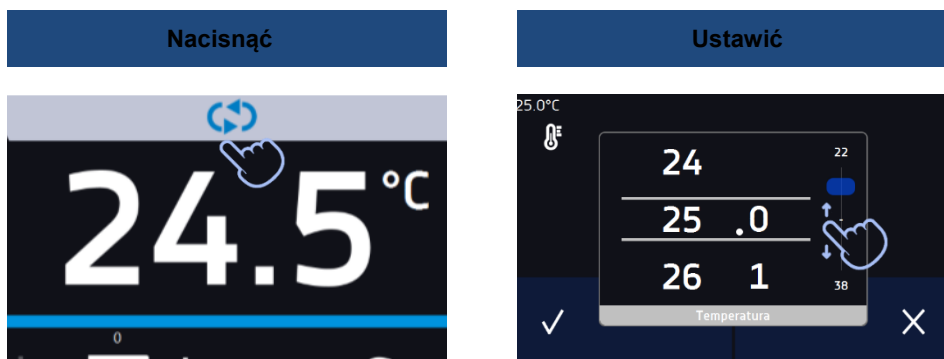 Nacisnąć
24.5°C
0
Ustawić
25.0°C
24
25 .0
26 1
22
-
38
Temperatura